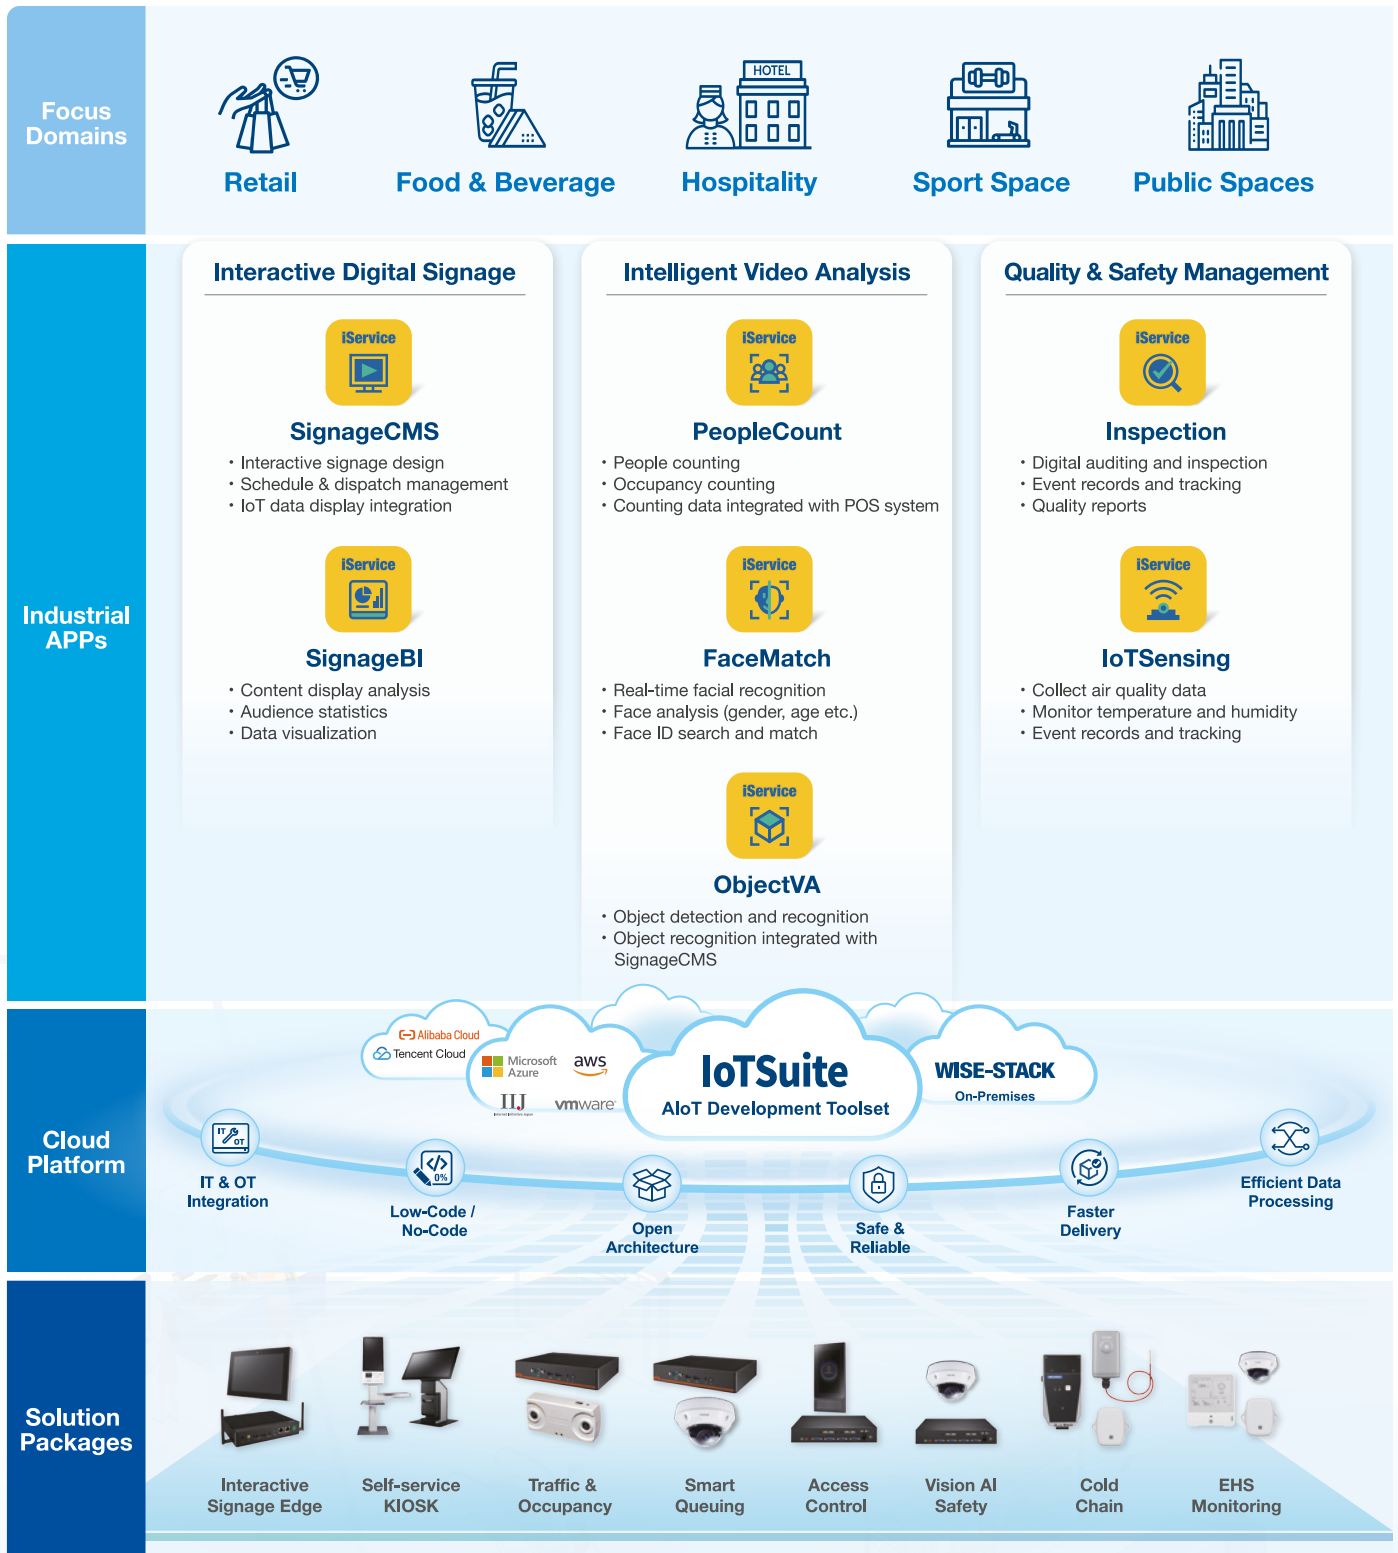 Focus
Domains
HOTEL
Retail
Food & Beverage
Hospitality
Sport Space
Public Spaces
Industrial
APPs
Interactive Digital Signage
iService
SignageCMS
• Interactive signage design
• Schedule & dispatch management
• IoT data display integration
iService
SignageBI
• Content display analysis
• Audience statistics
• Data visualization
Intelligent Video Analysis
iService
PeopleCount
• People counting
• Occupancy counting
• Counting data integrated with POS system
iService
FaceMatch
• Real-time facial recognition
• Face analysis (gender, age etc.)
• Face ID search and match
iService
ObjectVA
• Object detection and recognition
• Object recognition integrated with
SignageCMS
Quality & Safety Management
iService
Inspection
• Digital auditing and inspection
• Event records and tracking
• Quality reports
iService
IoTSensing
• Collect air quality data
• Monitor temperature and humidity
• Event records and tracking
Cloud
Platform
Alibaba Cloud
Tencent Cloud
Microsoft
Azure
aws
IIJ
Internet Initiative Japan
vmware
IoTSuite
AIoT Development Toolset
WISE-STACK
On-Premises
IT
OT
IT & OT
Integration
</>
0%
Low-Code /
No-Code
Open
Architecture
Safe &
Reliable
Faster
Delivery
Efficient Data
Processing
Solution
Packages
Interactive
Signage Edge
Self-service
KIOSK
Traffic &
Occupancy
Smart
Queuing
Access
Control
Vision AI
Safety
Cold
Chain
EHS
Monitoring